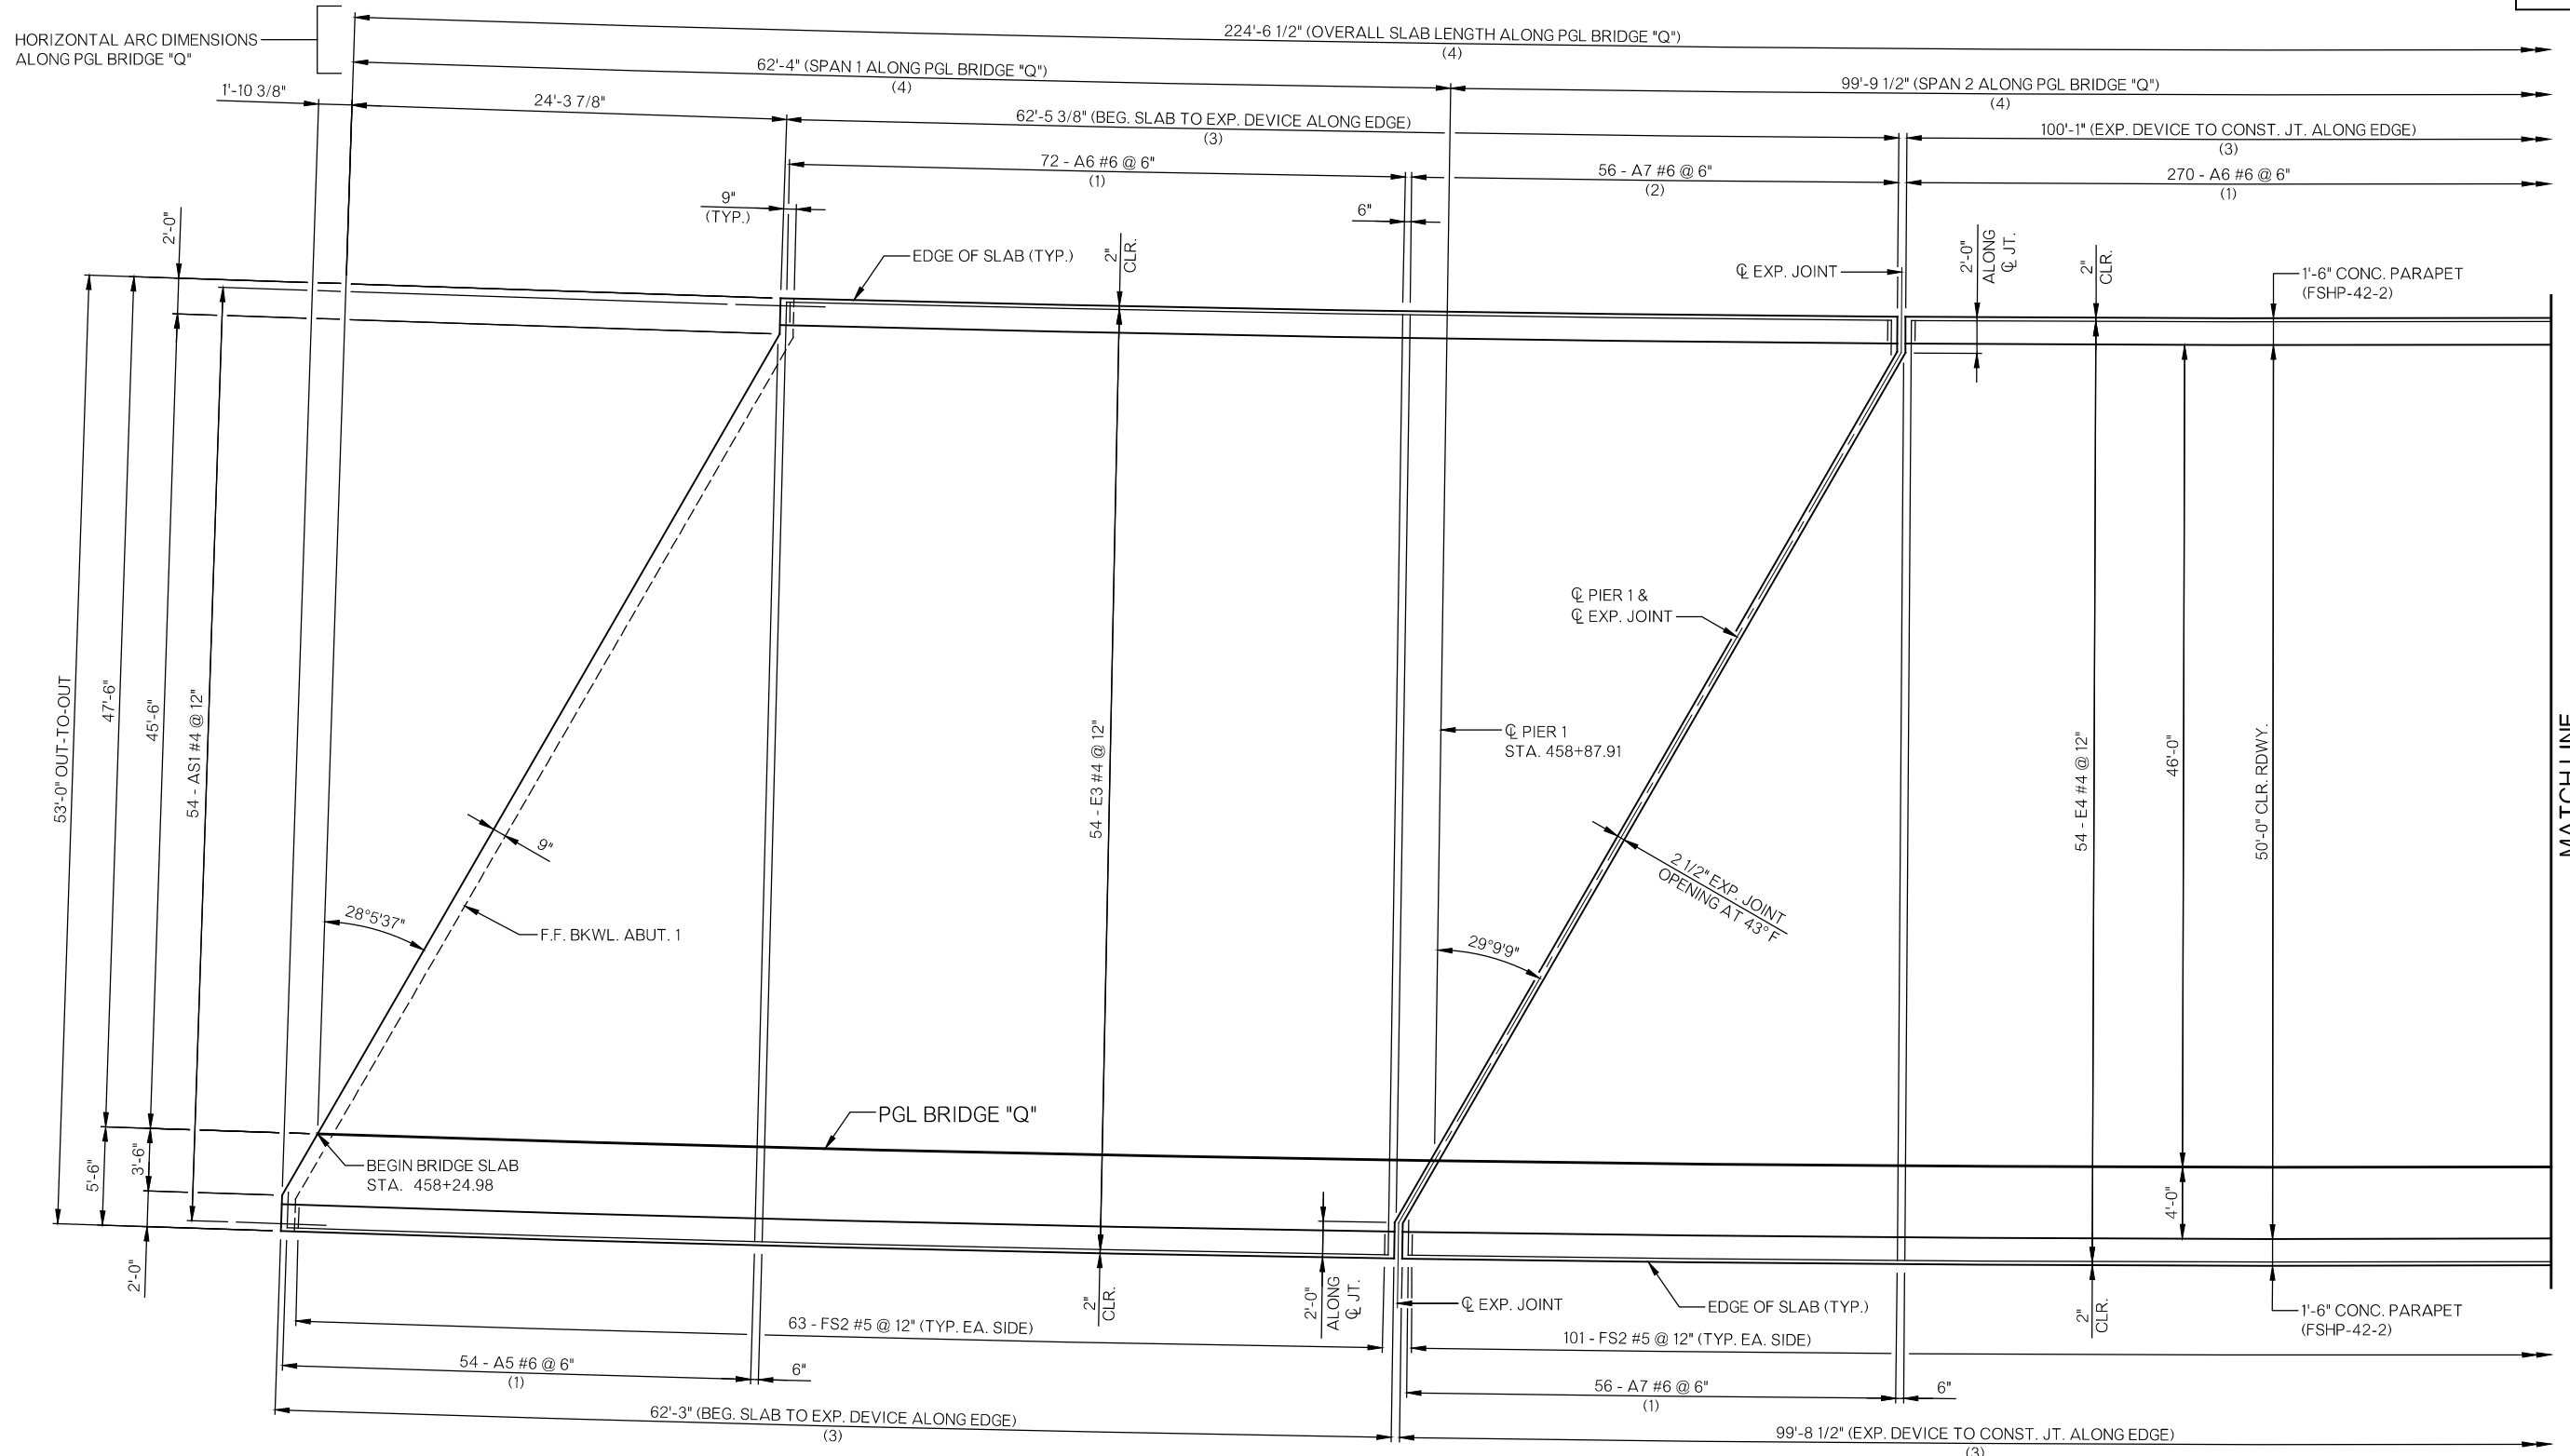 HORIZONTAL ARC DIMENSIONS
ALONG PGL BRIDGE "Q"
224'-6 1/2" (OVERALL SLAB LENGTH ALONG PGL BRIDGE "Q")
(4)
62'-4" (SPAN 1 ALONG PGL BRIDGE "Q")
(4)
99'-9 1/2" (SPAN 2 ALONG PGL BRIDGE "Q")
(4)
1'-10 3/8"
24'-3 7/8"
62'-5 3/8" (BEG. SLAB TO EXP. DEVICE ALONG EDGE)
(3)
100'-1" (EXP. DEVICE TO CONST. JT. ALONG EDGE)
(3)
72 - A6 #6 @ 6"
(1)
56 - A7 #6 @ 6"
(2)
270 - A6 #6 @ 6"
(1)
9"
(TYP.)
6"
2'-0"
EDGE OF SLAB (TYP.)
2"
CLR.
℄ EXP. JOINT
2'-0"
ALONG
℄ JT.
2"
CLR.
1'-6" CONC. PARAPET
(FSHP-42-2)
53'-0" OUT-TO-OUT
47'-6"
45'-6"
54 - AS1 #4 @ 12"
54 - E3 #4 @ 12"
℄ PIER 1 &
℄ EXP. JOINT
℄ PIER 1
STA. 458+87.91
54 - E4 #4 @ 12"
46'-0"
50'-0" CLR. RDWY.
MATCH LINE
9"
2 1/2" EXP. JOINT
OPENING AT 43° F
28°5'37"
F.F. BKWL. ABUT. 1
29°9'9"
PGL BRIDGE "Q"
BEGIN BRIDGE SLAB
STA. 458+24.98
5'-6"
3'-6"
2'-0"
4'-0"
2"
CLR.
2'-0"
ALONG
℄ JT.
℄ EXP. JOINT
EDGE OF SLAB (TYP.)
2"
CLR.
1'-6" CONC. PARAPET
(FSHP-42-2)
63 - FS2 #5 @ 12" (TYP. EA. SIDE)
101 - FS2 #5 @ 12" (TYP. EA. SIDE)
54 - A5 #6 @ 6"
(1)
6"
56 - A7 #6 @ 6"
(1)
6"
62'-3" (BEG. SLAB TO EXP. DEVICE ALONG EDGE)
(3)
99'-8 1/2" (EXP. DEVICE TO CONST. JT. ALONG EDGE)
(3)